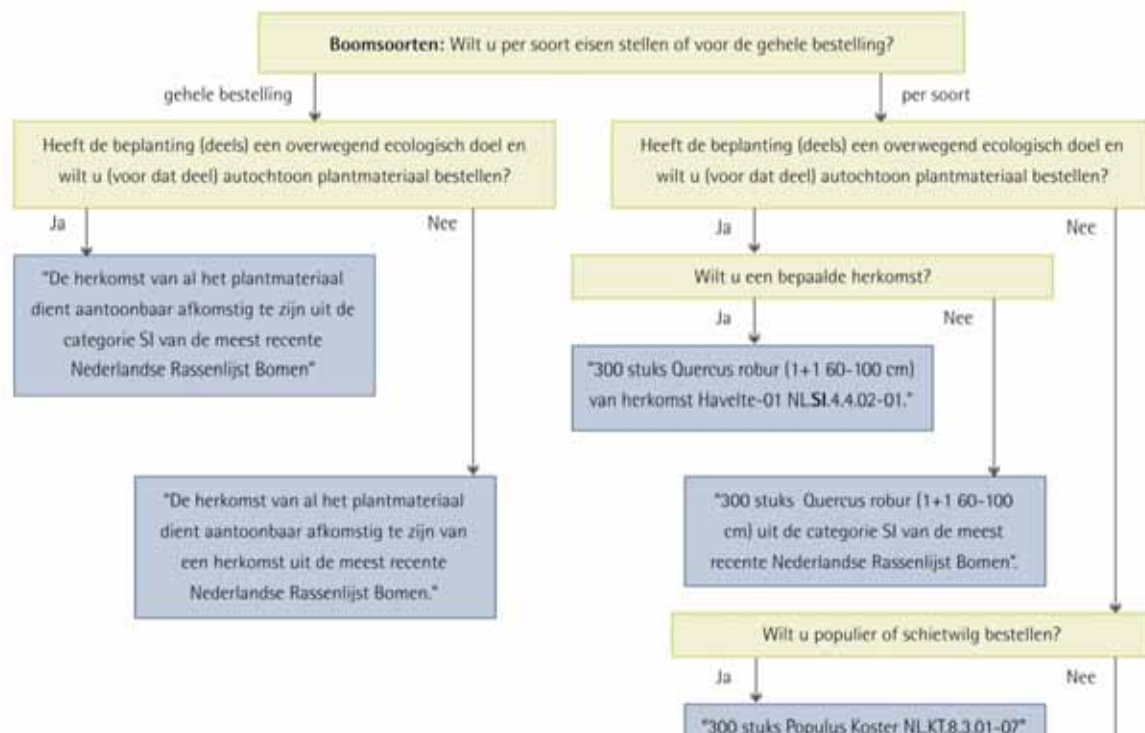 Boomsoorten: Wilt u per soort eisen stellen of voor de gehele bestelling?
gehele bestelling
per soort
Heeft de beplanting (deels) een overwegend ecologisch doel en
wilt u (voor dat deel) autochtoon plantmateriaal bestellen?
Heeft de beplanting (deels) een overwegend ecologisch doel en
wilt u (voor dat deel) autochtoon plantmateriaal bestellen?
Ja
Nee
Ja
Nee
"De herkomst van al het plantmateriaal
dient aantoonbaar afkomstig te zijn uit de
categorie SI van de meest recente
Nederlandse Rassenlijst Bomen"
Wilt u een bepaalde herkomst?
Ja
Nee
"300 stuks Quercus robur (1+1 60-100 cm)
van herkomst Havelte-01 NL.SI.4.4.02-01."
"De herkomst van al het plantmateriaal
dient aantoonbaar afkomstig te zijn van
een herkomst uit de meest recente
Nederlandse Rassenlijst Bomen."
"300 stuks Quercus robur (1+1 60-100
cm) uit de categorie SI van de meest
recente Nederlandse Rassenlijst Bomen".
Wilt u populier of schietwilg bestellen?
Ja
Nee
"300 stuks Populus Koster NL.KT.8.3.01-07"